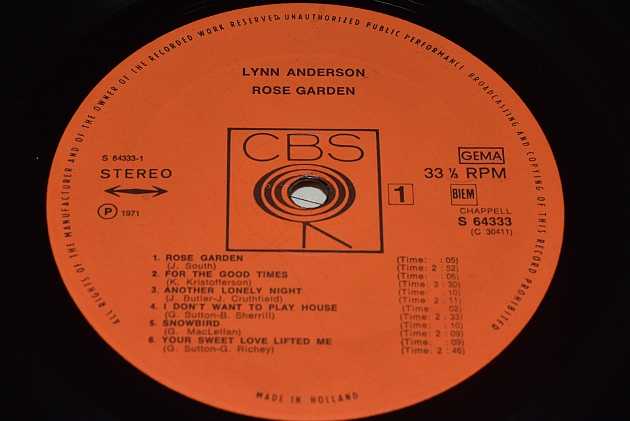 ALL RIGHTS OF THE MANUFACTURER AND OF THE OWNER OF THE RECORDED WORK RESERVED UNAUTHORIZED PUBLIC PERFORMANCE BROADCASTING AND COPYING OF THIS RECORD PROHIBITED
LYNN ANDERSON
ROSE GARDEN
CBS
S 64333-1
STEREO
P 1971
GEMA
33 ⅓ RPM
1
BIEM
CHAPPELL
S 64333
(C 30411)
1. ROSE GARDEN (Time: : 05)
(J. South) (Time: 2 : 52)
2. FOR THE GOOD TIMES (Time: : 05)
(K. Kristofferson) (Time: 3 : 30)
3. ANOTHER LONELY NIGHT (Time: : 10)
(J. Butler-J. Cruthfield) (Time: 2 : 11)
4. I DON'T WANT TO PLAY HOUSE (Time: 02)
(G. Sutton-B. Sherrill) (Time: 2 : 33)
5. SNOWBIRD (Time: : 10)
(G. MacLellan) (Time: 2 : 09)
6. YOUR SWEET LOVE LIFTED ME (Time: : 09)
(G. Sutton-G. Richey) (Time: 2 : 46)
MADE IN HOLLAND